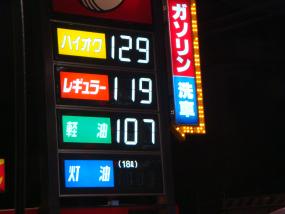 ハイオク 129
レギュラー 119
軽油 107
灯油 (18ℓ)
ガソリン
洗車